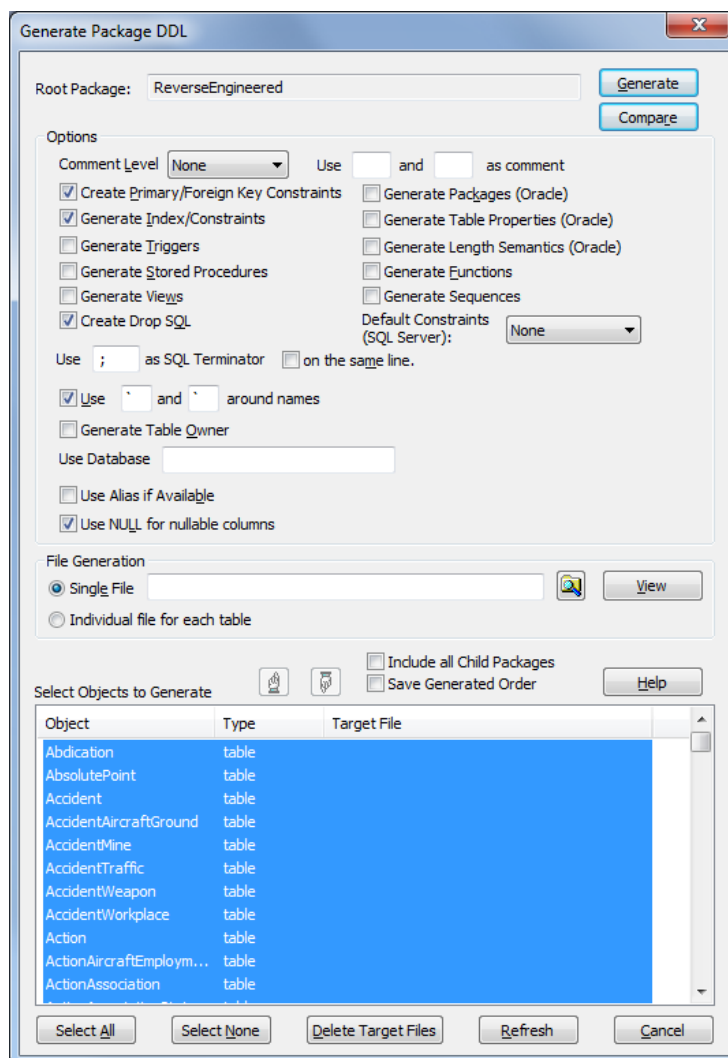 Generate Package DDL
x
Root Package: ReverseEngineered
Generate
Compare
Options
Comment Level None Use and as comment
Create Primary/Foreign Key Constraints Generate Packages (Oracle)
Generate Index/Constraints Generate Table Properties (Oracle)
Generate Triggers Generate Length Semantics (Oracle)
Generate Stored Procedures Generate Functions
Generate Views Generate Sequences
Create Drop SQL Default Constraints (SQL Server): None
Use ; as SQL Terminator on the same line.
Use ` and ` around names
Generate Table Owner
Use Database
Use Alias if Available
Use NULL for nullable columns
File Generation
Single File View
Individual file for each table
Include all Child Packages
Select Objects to Generate Save Generated Order Help
Object Type Target File
Abdication table
AbsolutePoint table
Accident table
AccidentAircraftGround table
AccidentMine table
AccidentTraffic table
AccidentWeapon table
AccidentWorkplace table
Action table
ActionAircraftEmploym... table
ActionAssociation table
Select All Select None Delete Target Files Refresh Cancel